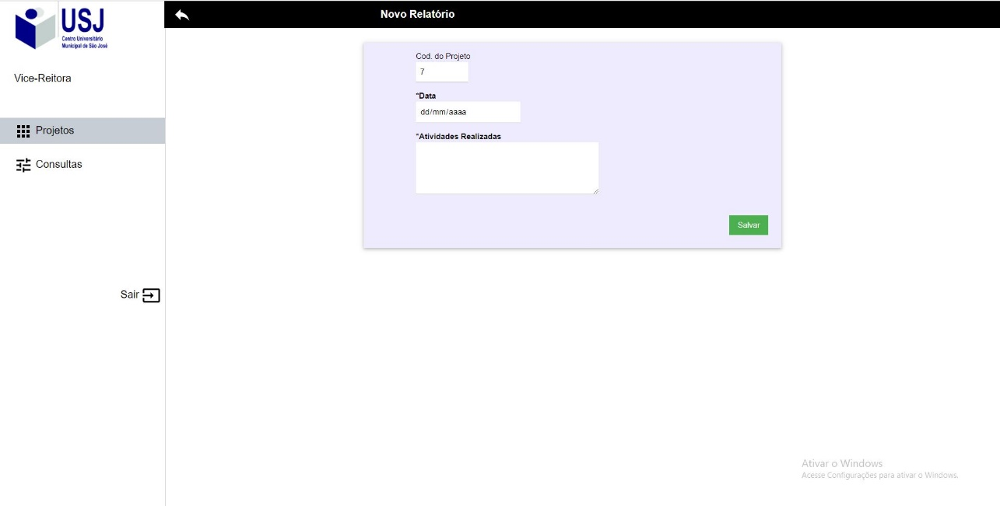 USJ
Centro Universitário
Municipal de São José
Novo Relatório
Vice-Reitora
Projetos
Consultas
Sair
Cod. do Projeto
7
*Data
dd/mm/aaaa
*Atividades Realizadas
Salvar
Ativar o Windows
Acesse Configurações para ativar o Windows.